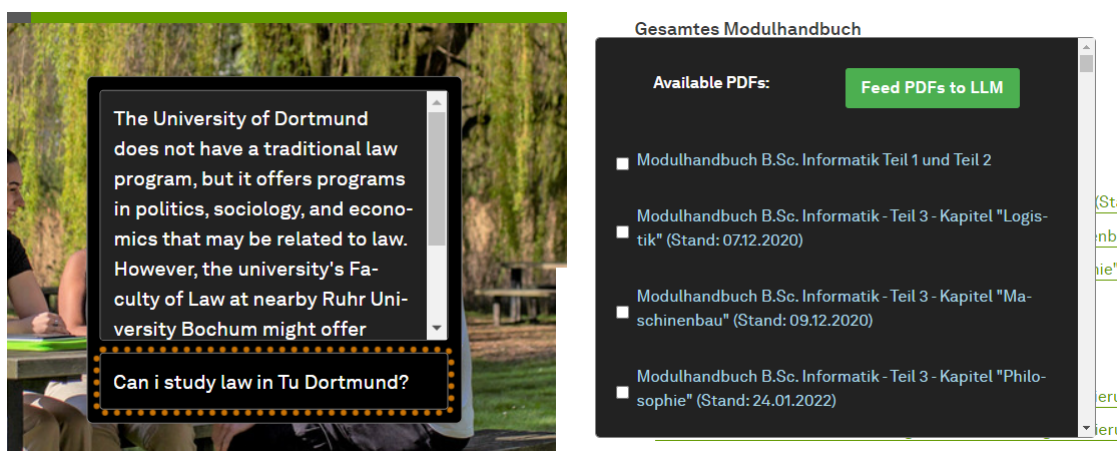 The University of Dortmund
does not have a traditional law
program, but it offers programs
in politics, sociology, and econo-
mics that may be related to law.
However, the university's Fa-
culty of Law at nearby Ruhr Uni-
versity Bochum might offer
Can i study law in Tu Dortmund?
Gesamtes Modulhandbuch
Available PDFs:
Feed PDFs to LLM
Modulhandbuch B.Sc. Informatik Teil 1 und Teil 2
Modulhandbuch B.Sc. Informatik - Teil 3 - Kapitel "Logis-
tik" (Stand: 07.12.2020)
Modulhandbuch B.Sc. Informatik - Teil 3 - Kapitel "Ma-
schinenbau" (Stand: 09.12.2020)
Modulhandbuch B.Sc. Informatik - Teil 3 - Kapitel "Philo-
sophie" (Stand: 24.01.2022)